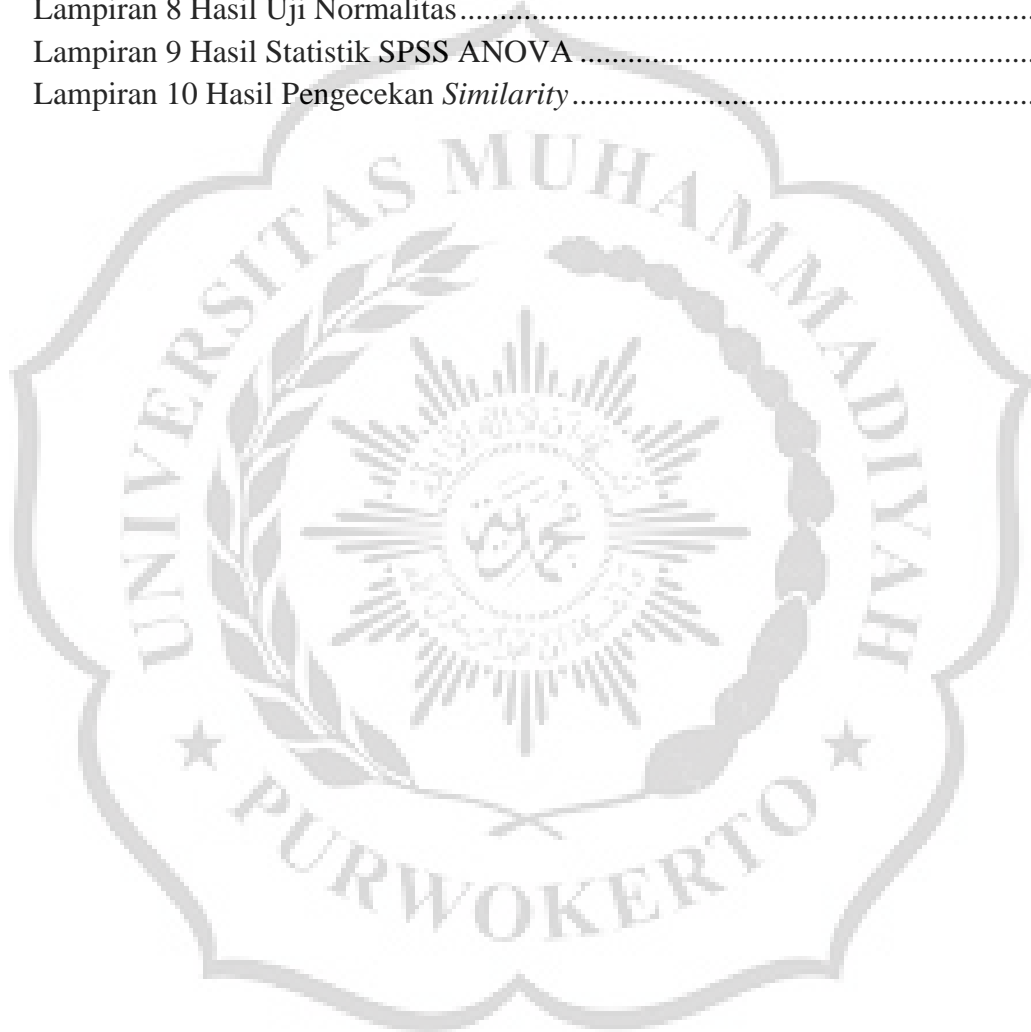 Lampiran 8 Hasil Uji Normalitas........................................................................
Lampiran 9 Hasil Statistik SPSS ANOVA ..........................................................
Lampiran 10 Hasil Pengecekan Similarity...........................................................
UNIVERSITAS MUHAMMADIYAH
PURWOKERTO